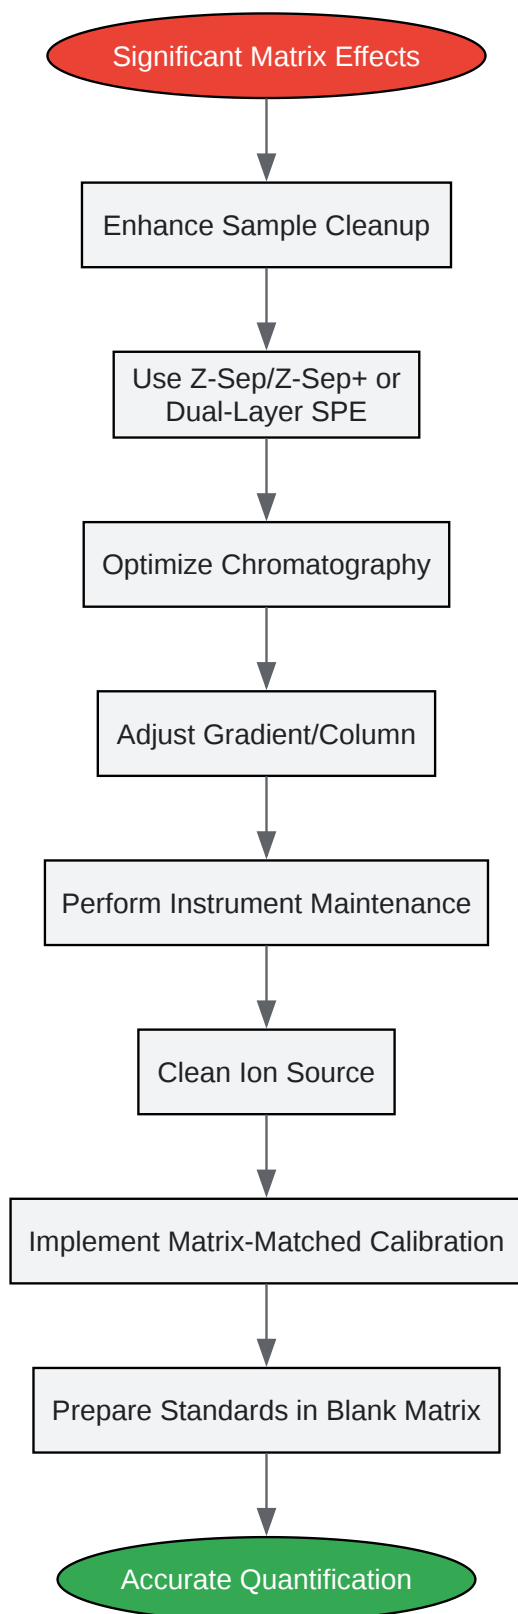 Significant Matrix Effects
Enhance Sample Cleanup
Use Z-Sep/Z-Sep+ or
Dual-Layer SPE
Optimize Chromatography
Adjust Gradient/Column
Perform Instrument Maintenance
Clean Ion Source
Implement Matrix-Matched Calibration
Prepare Standards in Blank Matrix
Accurate Quantification